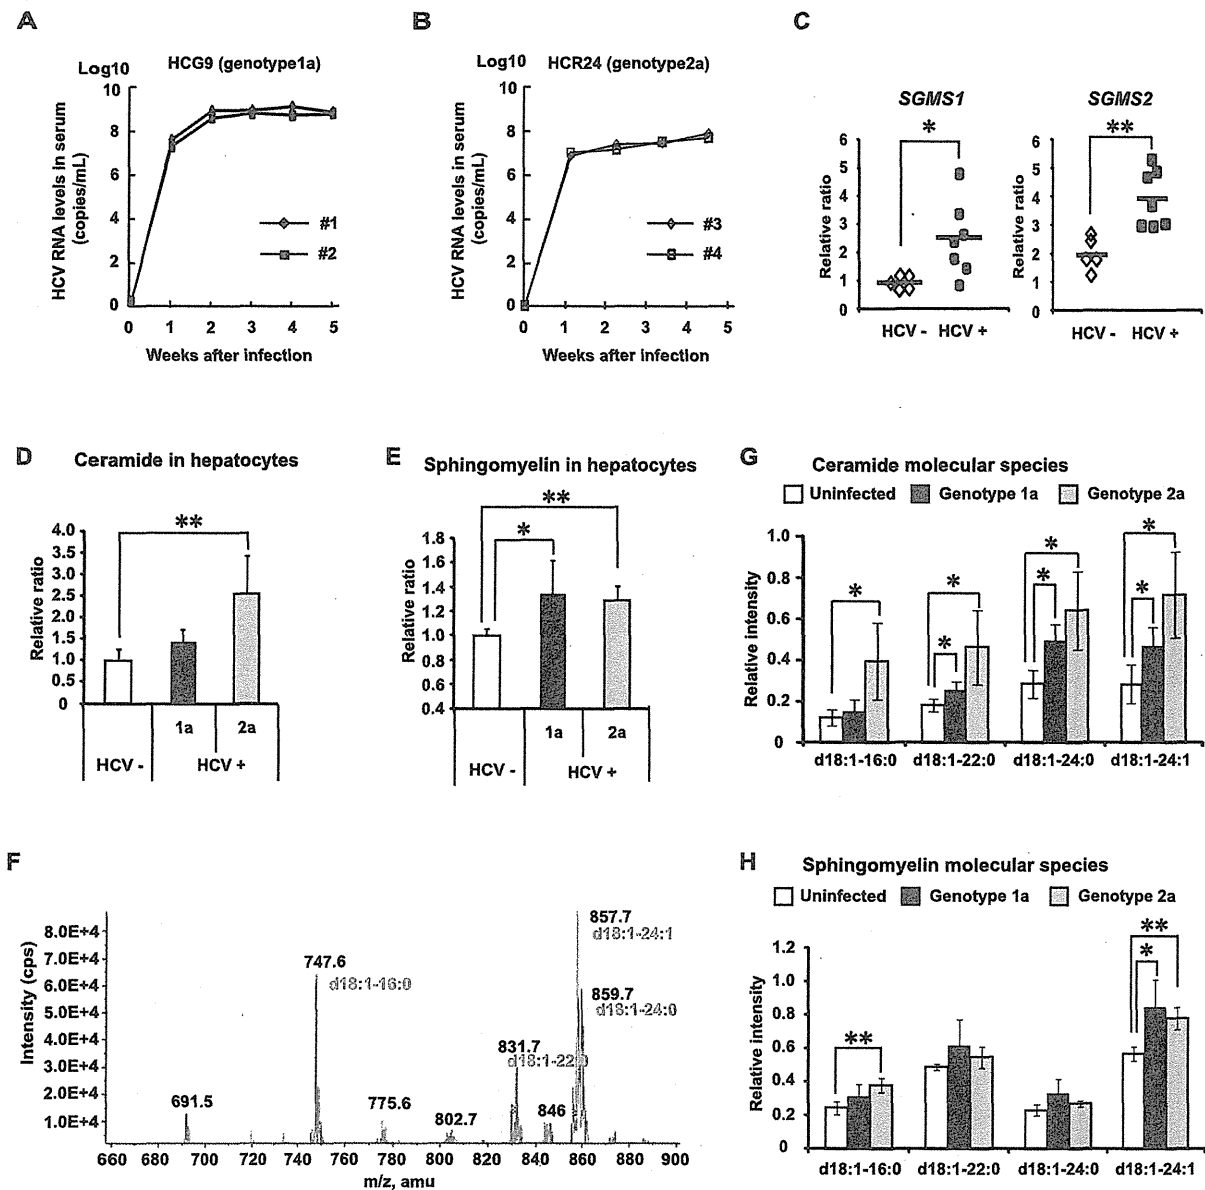 A
Log10
HCG9 (genotype1a)
HCV RNA levels in serum
(copies/mL)
10
8
6
4
2
0
#1
#2
0 1 2 3 4 5
Weeks after infection
B
Log10
HCR24 (genotype2a)
HCV RNA levels in serum
(copies/mL)
10
8
6
4
2
0
#3
#4
0 1 2 3 4 5
Weeks after infection
C
SGMS1
*
Relative ratio
6
5
4
3
2
1
0
HCV - HCV +
SGMS2
**
Relative ratio
6
5
4
3
2
1
0
HCV - HCV +
D
Ceramide in hepatocytes
**
Relative ratio
4.0
3.5
3.0
2.5
2.0
1.5
1.0
0.5
0
1a 2a
HCV - HCV +
E
Sphingomyelin in hepatocytes
**
*
Relative ratio
1.8
1.6
1.4
1.2
1.0
0.8
0.6
0.4
1a 2a
HCV - HCV +
G
Ceramide molecular species
Uninfected Genotype 1a Genotype 2a
Relative intensity
1.0
0.8
0.6
0.4
0.2
0
* * * * * * *
d18:1-16:0 d18:1-22:0 d18:1-24:0 d18:1-24:1
F
Intensity (cps)
8.0E+4
7.0E+4
6.0E+4
5.0E+4
4.0E+4
3.0E+4
2.0E+4
1.0E+4
691.5
747.6
d18:1-16:0
775.6
802.7
831.7
d18:1-22:0
846
857.7
d18:1-24:1
859.7
d18:1-24:0
660 680 700 720 740 760 780 800 820 840 860 880 900
m/z, amu
H
Sphingomyelin molecular species
Uninfected Genotype 1a Genotype 2a
Relative intensity
1.2
1.0
0.8
0.6
0.4
0.2
0
**
**
*
d18:1-16:0 d18:1-22:0 d18:1-24:0 d18:1-24:1